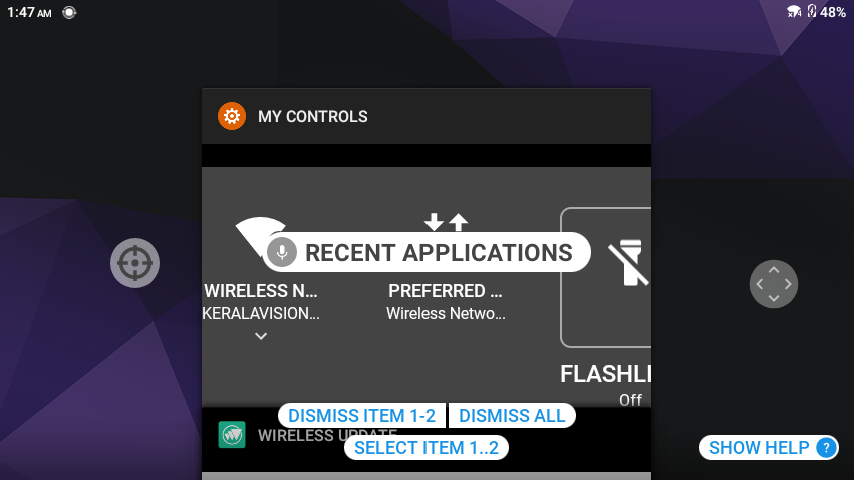 1:47 AM
48%
MY CONTROLS
RECENT APPLICATIONS
WIRELESS N...
PREFERRED ...
KERALAVISION...
Wireless Netwo...
FLASHLI
Off
DISMISS ITEM 1-2
DISMISS ALL
WIRELESS UPDATE
SELECT ITEM 1..2
SHOW HELP ?